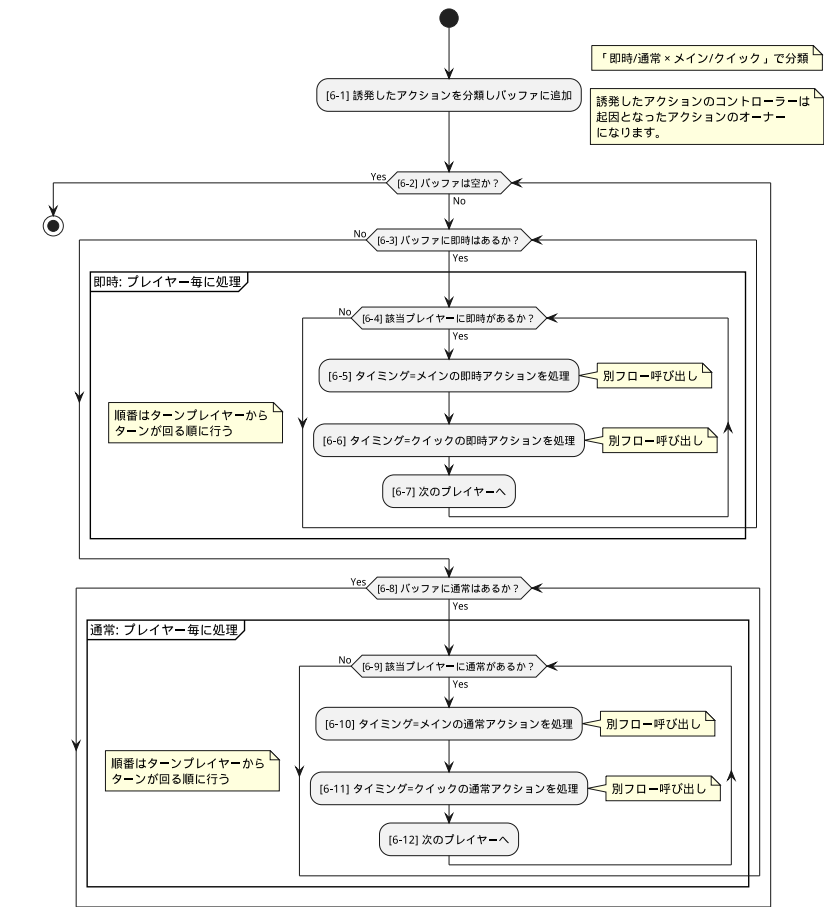 「即時/通常 × メイン/クイック」で分類
[6-1] 誘発したアクションを分類しバッファに追加
誘発したアクションのコントローラーは
起因となったアクションのオーナー
になります。
Yes
[6-2] バッファは空か？
No
No
[6-3] バッファに即時はあるか？
Yes
即時: プレイヤー毎に処理
No
[6-4] 該当プレイヤーに即時があるか？
Yes
[6-5] タイミング=メインの即時アクションを処理
別フロー呼び出し
順番はターンプレイヤーから
ターンが回る順に行う
[6-6] タイミング=クイックの即時アクションを処理
別フロー呼び出し
[6-7] 次のプレイヤーへ
Yes
[6-8] バッファに通常はあるか？
Yes
通常: プレイヤー毎に処理
No
[6-9] 該当プレイヤーに通常があるか？
Yes
[6-10] タイミング=メインの通常アクションを処理
別フロー呼び出し
順番はターンプレイヤーから
ターンが回る順に行う
[6-11] タイミング=クイックの通常アクションを処理
別フロー呼び出し
[6-12] 次のプレイヤーへ